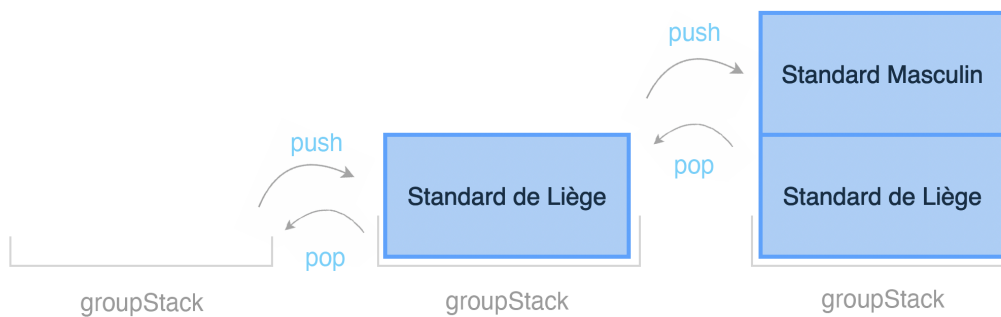 push
Standard Masculin
push
pop
Standard de Liège
Standard de Liège
pop
groupStack
groupStack
groupStack